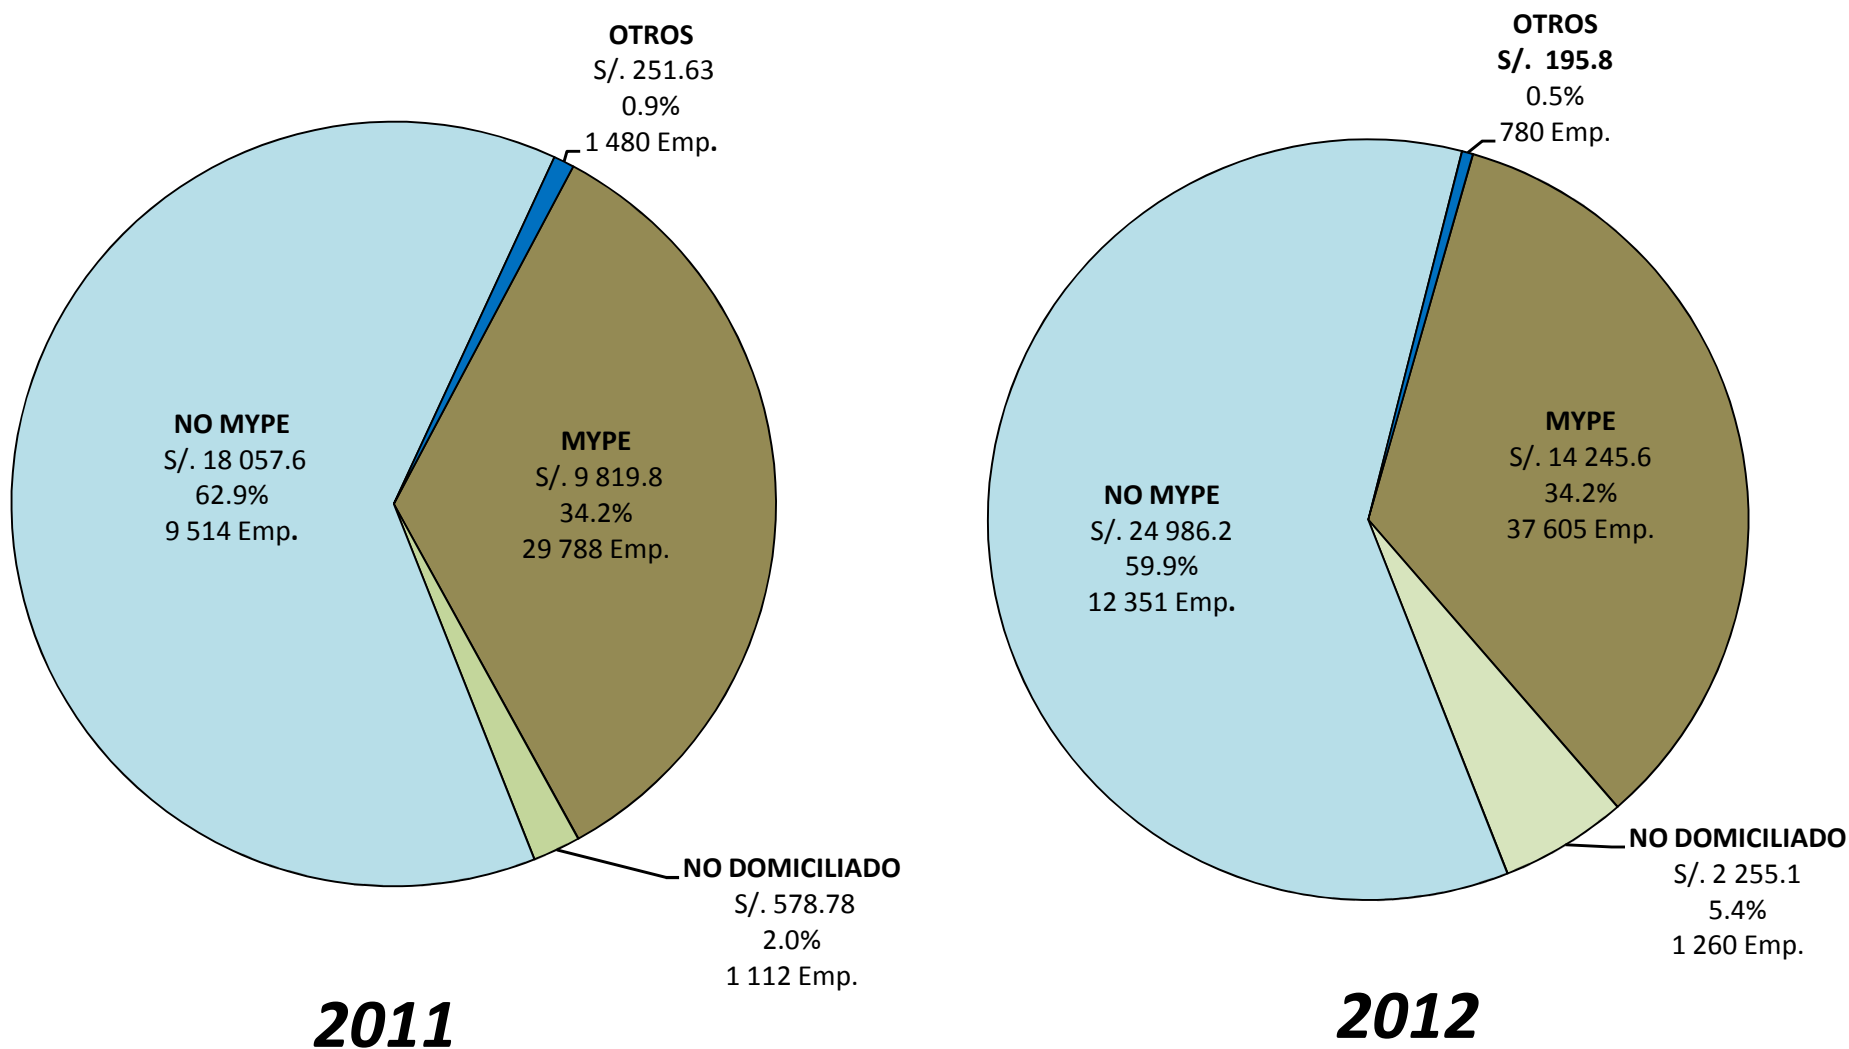 OTROS
S/. 251.63
0.9%
1 480 Emp.
NO MYPE
S/. 18 057.6
62.9%
9 514 Emp.
MYPE
S/. 9 819.8
34.2%
29 788 Emp.
NO DOMICILIADO
S/. 578.78
2.0%
1 112 Emp.
2011
OTROS
S/. 195.8
0.5%
780 Emp.
MYPE
S/. 14 245.6
34.2%
37 605 Emp.
NO MYPE
S/. 24 986.2
59.9%
12 351 Emp.
NO DOMICILIADO
S/. 2 255.1
5.4%
1 260 Emp.
2012